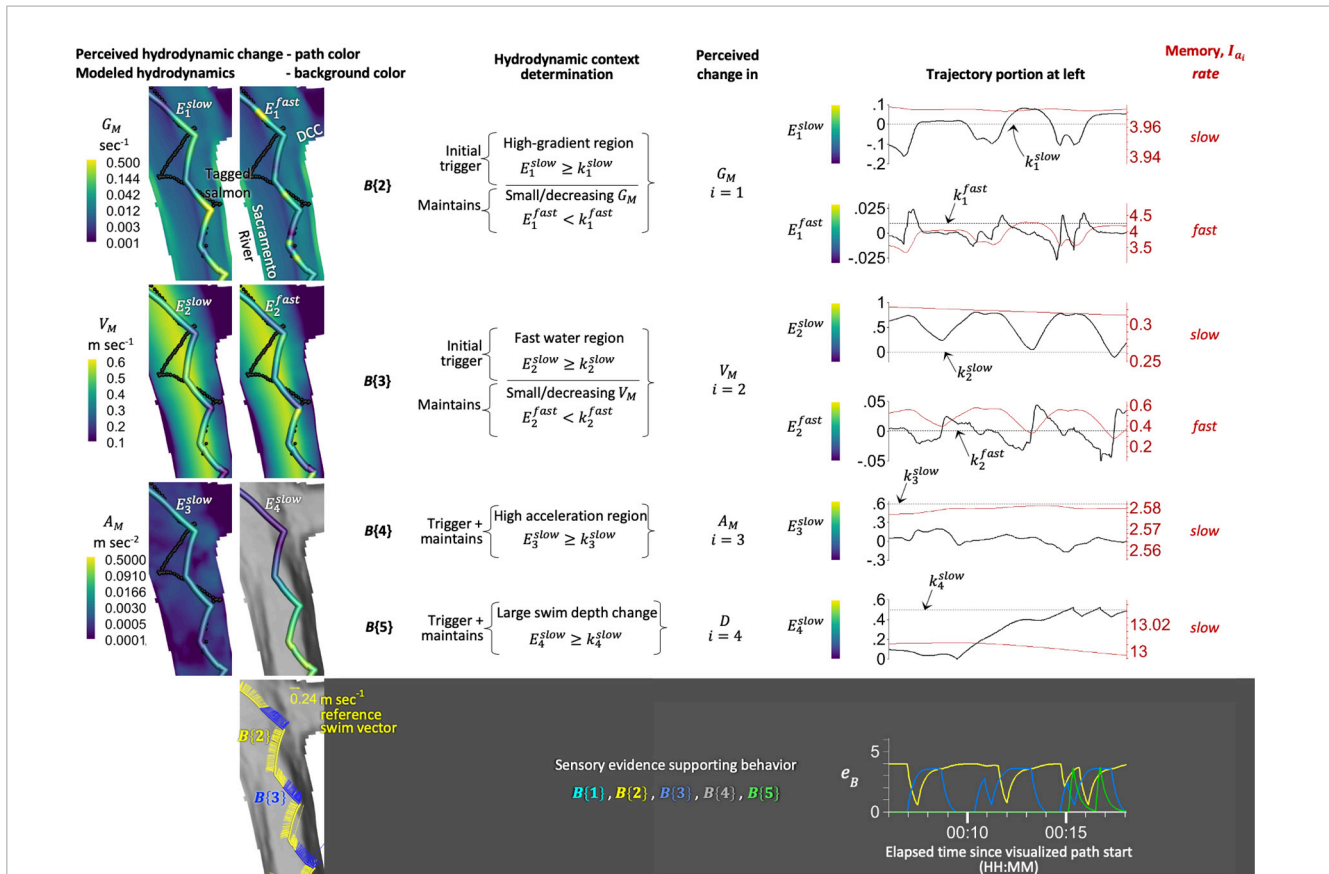 Perceived hydrodynamic change - path color
Modeled hydrodynamics - background color
Hydrodynamic context
determination
Perceived
change in
Trajectory portion at left
Memory, I_{a_i}
rate
G_M
sec⁻¹
0.500
0.144
0.042
0.012
0.003
0.001
E_1^{slow}
E_1^{fast}
DCC
Tagged
salmon
Sacramento
River
B{2}
Initial
trigger
High-gradient region
E_1^{slow} ≥ k_1^{slow}
Maintains
Small/decreasing G_M
E_1^{fast} < k_1^{fast}
G_M
i = 1
E_1^{slow}
.1
0
-.1
-.2
k_1^{slow}
3.96
3.94
slow
E_1^{fast}
.025
0
-.025
k_1^{fast}
4.5
4
3.5
fast
V_M
m sec⁻¹
0.6
0.5
0.4
0.3
0.2
0.1
E_2^{slow}
E_2^{fast}
B{3}
Initial
trigger
Fast water region
E_2^{slow} ≥ k_2^{slow}
Maintains
Small/decreasing V_M
E_2^{fast} < k_2^{fast}
V_M
i = 2
E_2^{slow}
1
.5
0
k_2^{slow}
0.3
0.25
slow
E_2^{fast}
.05
0
-.05
k_2^{fast}
0.6
0.4
0.2
fast
A_M
m sec⁻²
0.5000
0.0910
0.0166
0.0030
0.0005
0.0001
E_3^{slow}
E_4^{slow}
B{4}
Trigger +
maintains
High acceleration region
E_3^{slow} ≥ k_3^{slow}
A_M
i = 3
E_3^{slow}
.6
.3
0
-.3
k_3^{slow}
2.58
2.57
2.56
slow
B{5}
Trigger +
maintains
Large swim depth change
E_4^{slow} ≥ k_4^{slow}
D
i = 4
E_4^{slow}
.6
.4
.2
0
k_4^{slow}
13.02
13
slow
0.24 m sec⁻¹
reference
swim vector
B{2}
B{3}
Sensory evidence supporting behavior
B{1}, B{2}, B{3}, B{4}, B{5}
e_B
5
0
00:10
00:15
Elapsed time since visualized path start
(HH:MM)